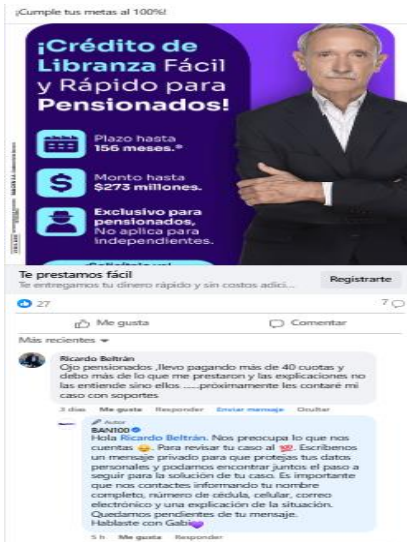 ¡Cumple tus metas al 100%!
¡Crédito de
Libranza Fácil
y Rápido para
Pensionados!
Plazo hasta
156 meses.*
$
Monto hasta
$273 millones.
Exclusivo para
pensionados,
No aplica para
independientes.
Te prestamos fácil
Te entregamos tu dinero rápido y sin costos adici...
Registrarte
27
7
Me gusta
Comentar
Más recientes
Ricardo Beltrán
Ojo pensionados ,llevo pagando más de 40 cuotas y
debo más de lo que me prestaron y las explicaciones no
las entiende sino ellos ......próximamente les contaré mi
caso con soportes
3 días Me gusta Responder Enviar mensaje Ocultar
Autor
BAN100
Hola Ricardo Beltrán. Nos preocupa lo que nos
cuentas 😔. Para revisar tu caso al 💯. Escríbenos
un mensaje privado para que protejas tus datos
personales y podamos encontrar juntos el paso a
seguir para la solución de tu caso. Es importante
que nos contactes informando tu nombre
completo, número de cédula, celular, correo
electrónico y una explicación de la situación.
Quedamos pendientes de tu mensaje.
Hablaste con Gabi💜
5 h Me gusta Responder